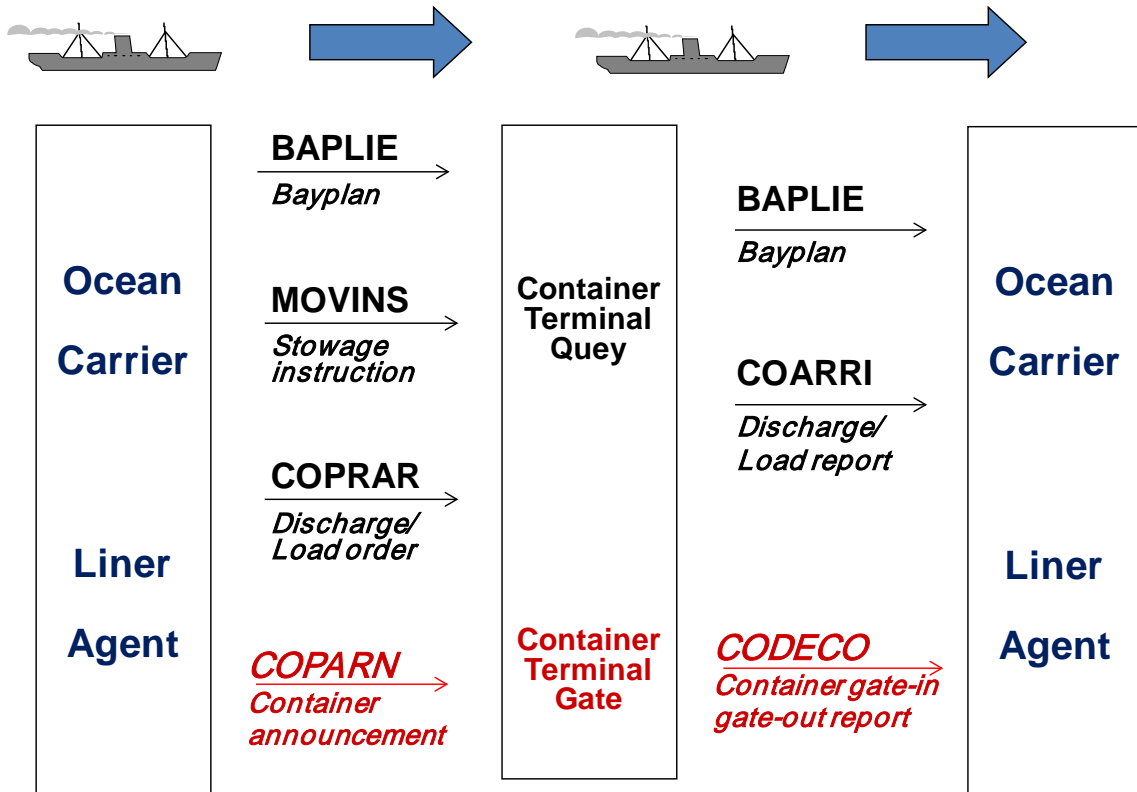 Ocean
Carrier
Liner
Agent
BAPLIE
Bayplan
MOVINS
Stowage
instruction
COPRAR
Discharge/
Load order
COPARN
Container
announcement
Container
Terminal
Quey
Container
Terminal
Gate
BAPLIE
Bayplan
COARRI
Discharge/
Load report
CODECO
Container gate-in
gate-out report
Ocean
Carrier
Liner
Agent